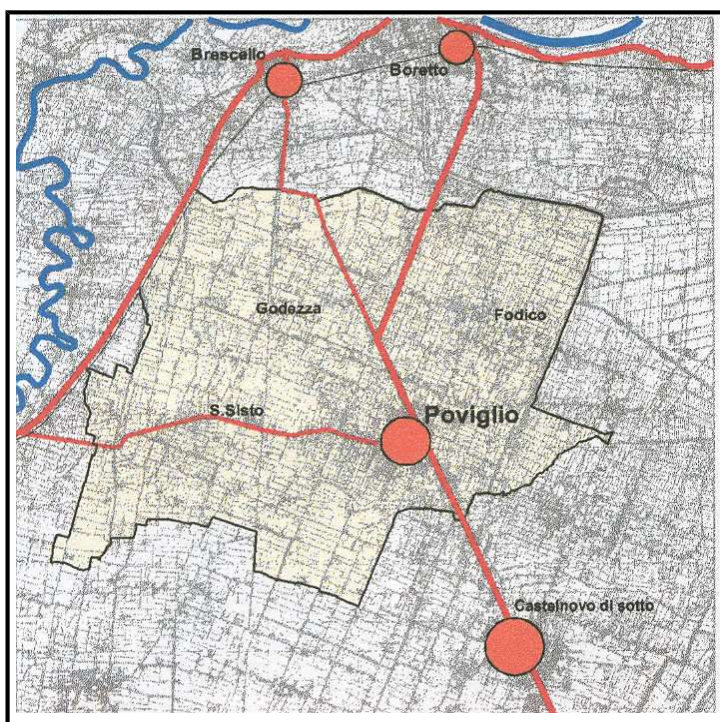 Brescello
Boretto
Godezza
Fodico
S.Sisto
Poviglio
Castelnovo di sotto